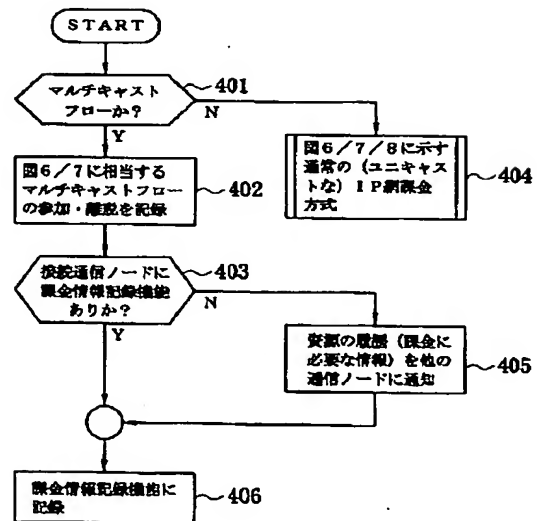 START
マルチキャスト
フローか?
401
N
Y
図6/7に相当する
マルチキャストフロー
の参加・離脱を記録
402
図6/7/8に示す
通常の(ユニキャス
トな)IP網課金
方式
404
接続通信ノードに
課金情報記録機能
ありか?
403
N
Y
資源の履歴(課金に
必要な情報)を他の
通信ノードに通知
405
課金情報記録機能に
記録
406